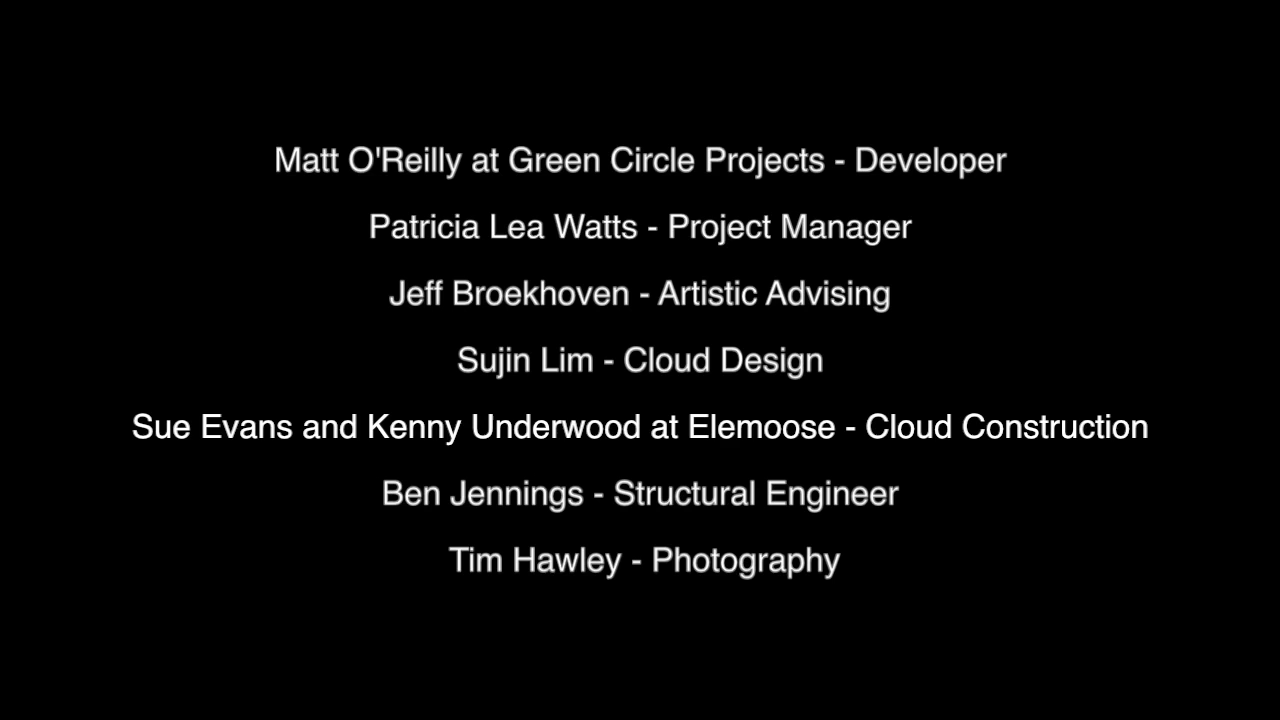 Matt O'Reilly at Green Circle Projects - Developer
Patricia Lea Watts - Project Manager
Jeff Broekhoven - Artistic Advising
Sujin Lim - Cloud Design
Sue Evans and Kenny Underwood at Elemoose - Cloud Construction
Ben Jennings - Structural Engineer
Tim Hawley - Photography